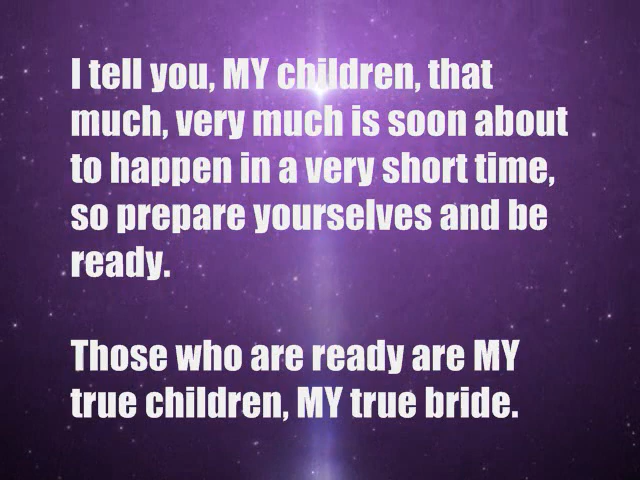 I tell you, MY children, that
much, very much is soon about
to happen in a very short time,
so prepare yourselves and be
ready.
Those who are ready are MY
true children, MY true bride.